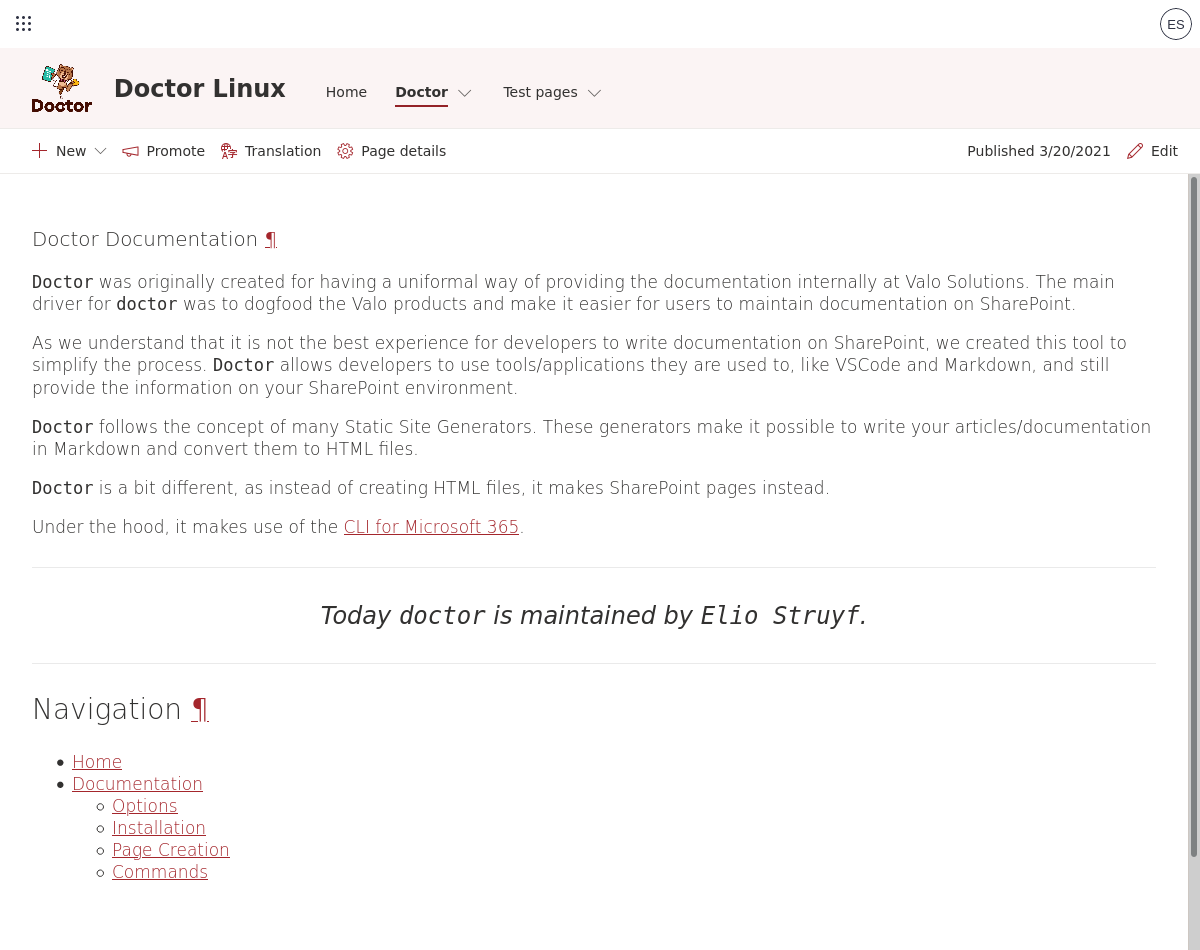 ES
Doctor
Doctor Linux
Home
Doctor
Test pages
New
Promote
Translation
Page details
Published 3/20/2021
Edit
Doctor Documentation ¶
Doctor was originally created for having a uniformal way of providing the documentation internally at Valo Solutions. The main
driver for doctor was to dogfood the Valo products and make it easier for users to maintain documentation on SharePoint.
As we understand that it is not the best experience for developers to write documentation on SharePoint, we created this tool to
simplify the process. Doctor allows developers to use tools/applications they are used to, like VSCode and Markdown, and still
provide the information on your SharePoint environment.
Doctor follows the concept of many Static Site Generators. These generators make it possible to write your articles/documentation
in Markdown and convert them to HTML files.
Doctor is a bit different, as instead of creating HTML files, it makes SharePoint pages instead.
Under the hood, it makes use of the CLI for Microsoft 365.
Today doctor is maintained by Elio Struyf.
Navigation ¶
Home
Documentation
Options
Installation
Page Creation
Commands